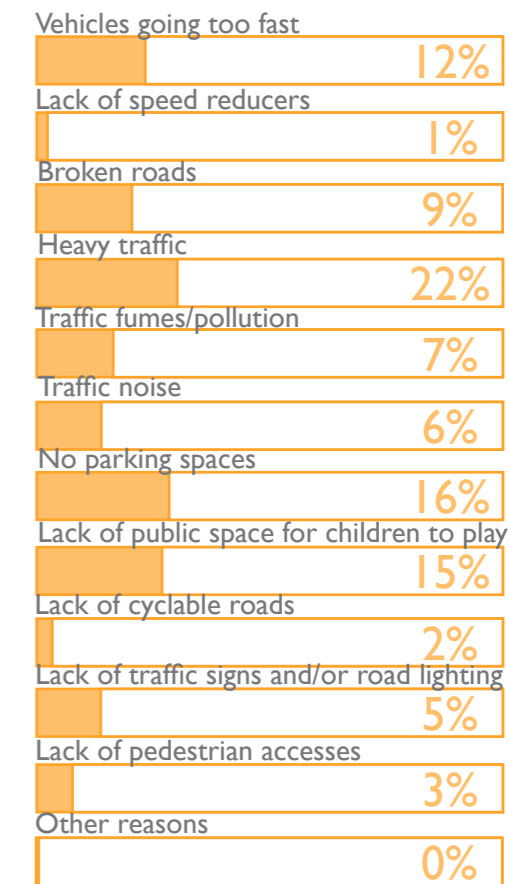 Vehicles going too fast
12%
Lack of speed reducers
1%
Broken roads
9%
Heavy traffic
22%
Traffic fumes/pollution
7%
Traffic noise
6%
No parking spaces
16%
Lack of public space for children to play
15%
Lack of cyclable roads
2%
Lack of traffic signs and/or road lighting
5%
Lack of pedestrian accesses
3%
Other reasons
0%